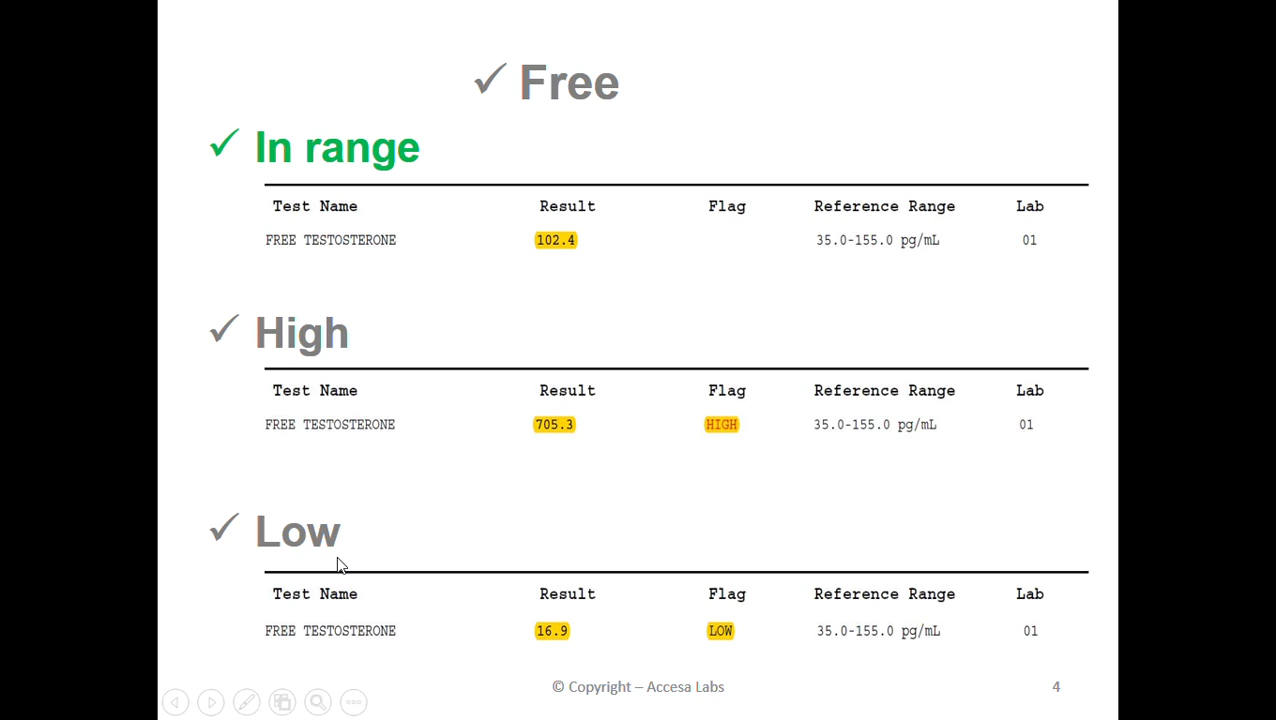 ✓ Free
✓ In range
Test Name Result Flag Reference Range Lab
FREE TESTOSTERONE 102.4 35.0-155.0 pg/mL 01
✓ High
Test Name Result Flag Reference Range Lab
FREE TESTOSTERONE 705.3 HIGH 35.0-155.0 pg/mL 01
✓ Low
Test Name Result Flag Reference Range Lab
FREE TESTOSTERONE 16.9 LOW 35.0-155.0 pg/mL 01
© Copyright – Accesa Labs 4